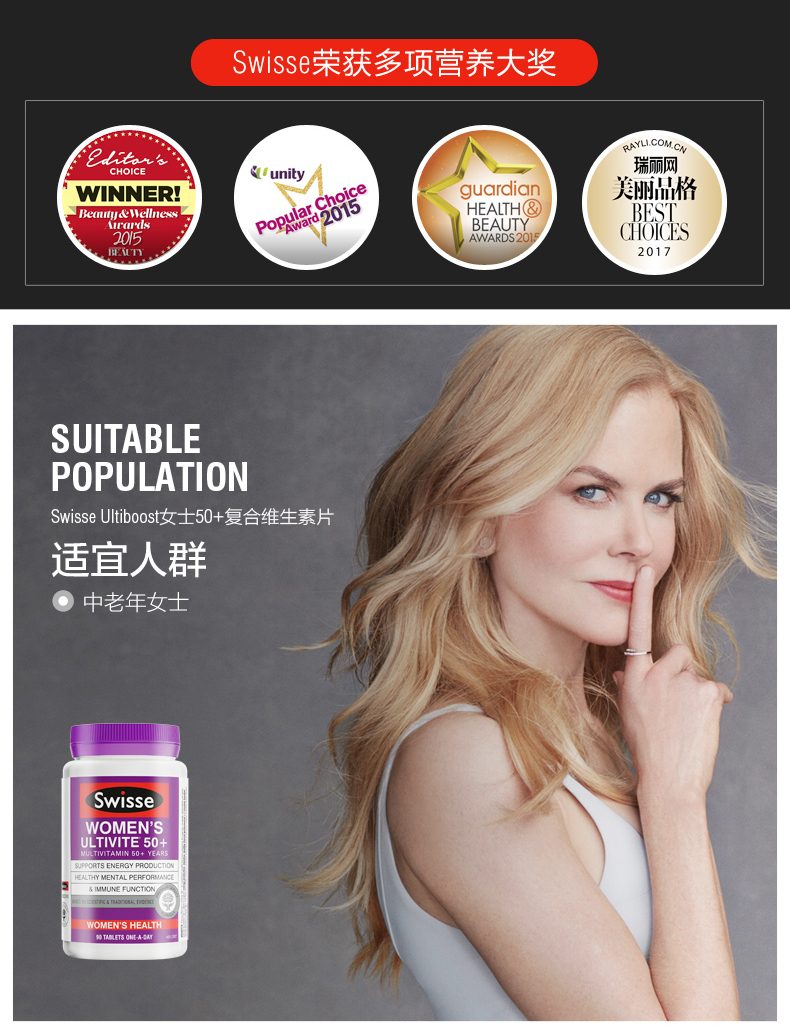 Swisse荣获多项营养大奖
Editor's
CHOICE
WINNER!
Beauty & Wellness
Awards
2015
BEAUTY
unity
Popular Choice
Award 2015
guardian
HEALTH &
BEAUTY
AWARDS 2015
RAYLI.COM.CN
瑞丽网
美丽品格
BEST
CHOICES
2017
SUITABLE
POPULATION
Swisse Ultiboost女士50+复合维生素片
适宜人群
中老年女士
Swisse
WOMEN'S
ULTIVITE 50+
MULTIVITAMIN 50+ YEARS
SUPPORTS ENERGY PRODUCTION
HEALTHY MENTAL PERFORMANCE
& IMMUNE FUNCTION
BASED ON SCIENTIFIC & TRADITIONAL EVIDENCE
WOMEN'S HEALTH
90 TABLETS ONE-A-DAY